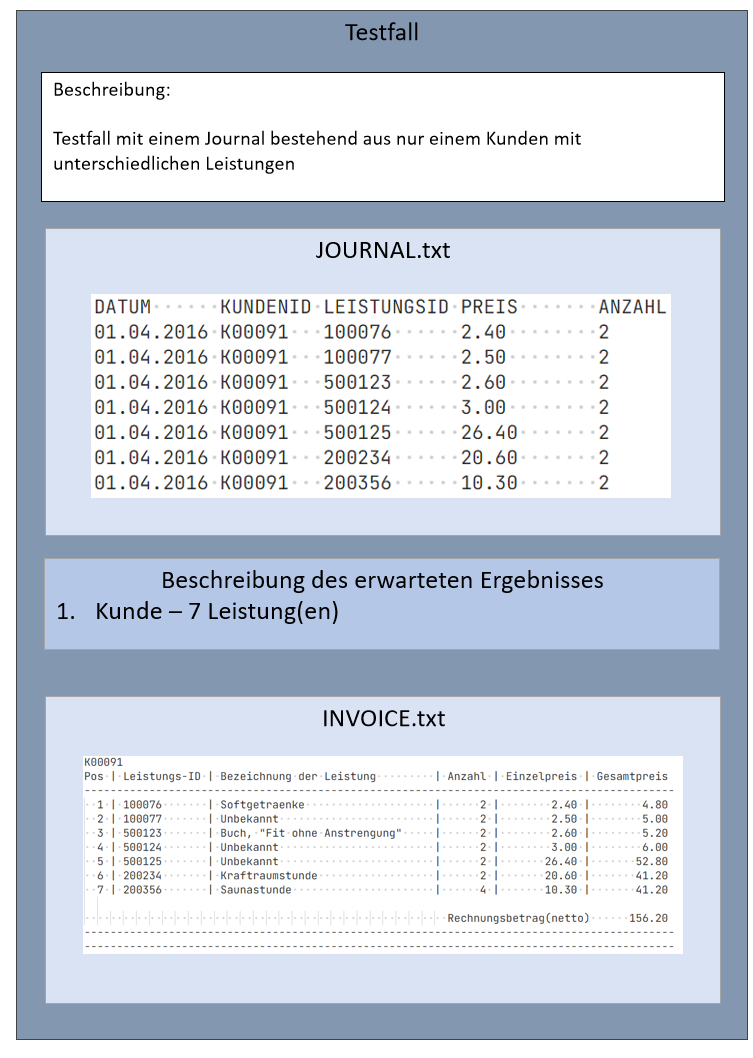 Testfall
Beschreibung:
Testfall mit einem Journal bestehend aus nur einem Kunden mit
unterschiedlichen Leistungen
JOURNAL.txt
DATUM KUNDENID LEISTUNGSID PREIS ANZAHL
01.04.2016 K00091 100076 2.40 2
01.04.2016 K00091 100077 2.50 2
01.04.2016 K00091 500123 2.60 2
01.04.2016 K00091 500124 3.00 2
01.04.2016 K00091 500125 26.40 2
01.04.2016 K00091 200234 20.60 2
01.04.2016 K00091 200356 10.30 2
Beschreibung des erwarteten Ergebnisses
1. Kunde – 7 Leistung(en)
INVOICE.txt
K00091
Pos | Leistungs-ID | Bezeichnung der Leistung | Anzahl | Einzelpreis | Gesamtpreis
1 | 100076 | Softgetraenke | 2 | 2.40 | 4.80
2 | 100077 | Unbekannt | 2 | 2.50 | 5.00
3 | 500123 | Buch, "Fit ohne Anstrengung" | 2 | 2.60 | 5.20
4 | 500124 | Unbekannt | 2 | 3.00 | 6.00
5 | 500125 | Unbekannt | 2 | 26.40 | 52.80
6 | 200234 | Kraftraumstunde | 2 | 20.60 | 41.20
7 | 200356 | Saunastunde | 4 | 10.30 | 41.20
Rechnungsbetrag(netto) 156.20